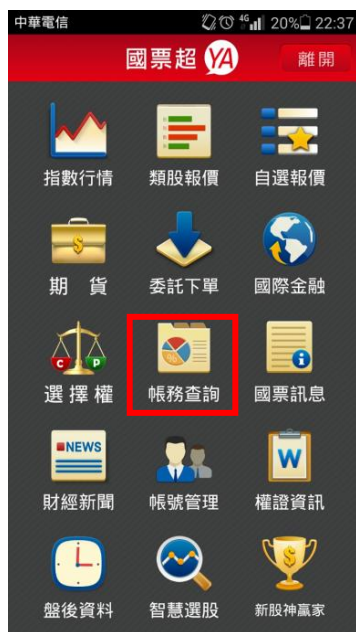 中華電信 4G 20% 22:37
國票超 YA 離開
指數行情 類股報價 自選報價
$
期 貨 委託下單 國際金融
C P
選擇權 帳務查詢 國票訊息
NEWS W
財經新聞 帳號管理 權證資訊
$
盤後資料 智慧選股 新股神贏家